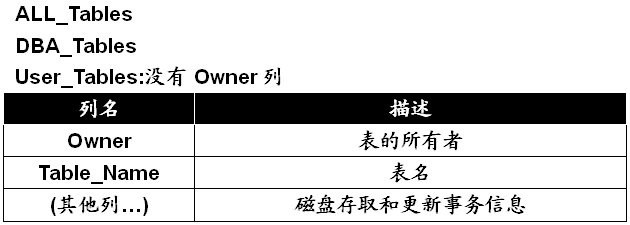 ALL_Tables
DBA_Tables
User_Tables:没有 Owner 列
列名 描述
Owner 表的所有者
Table_Name 表名
(其他列…) 磁盘存取和更新事务信息